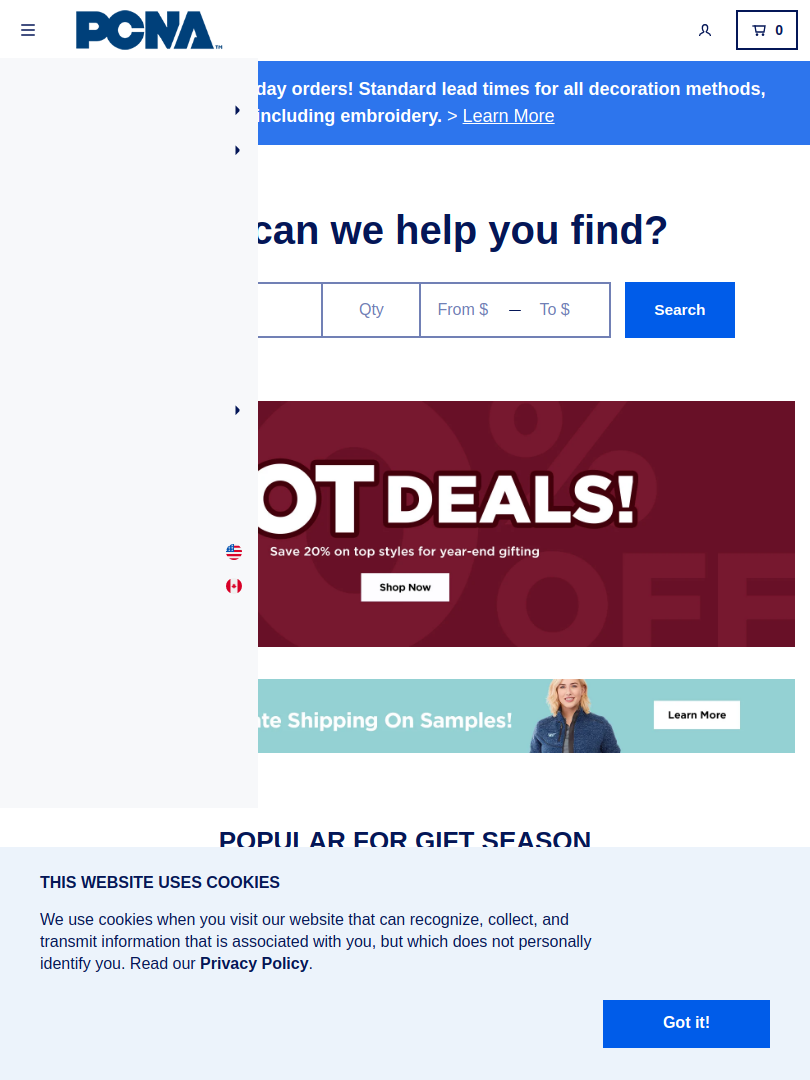 PCNA
0
day orders! Standard lead times for all decoration methods,
including embroidery. > Learn More
can we help you find?
Qty
From $ — To $
Search
OT DEALS!
Save 20% on top styles for year-end gifting
Shop Now
% OFF
te Shipping On Samples!
Learn More
POPULAR FOR GIFT SEASON
THIS WEBSITE USES COOKIES
We use cookies when you visit our website that can recognize, collect, and
transmit information that is associated with you, but which does not personally
identify you. Read our Privacy Policy.
Got it!